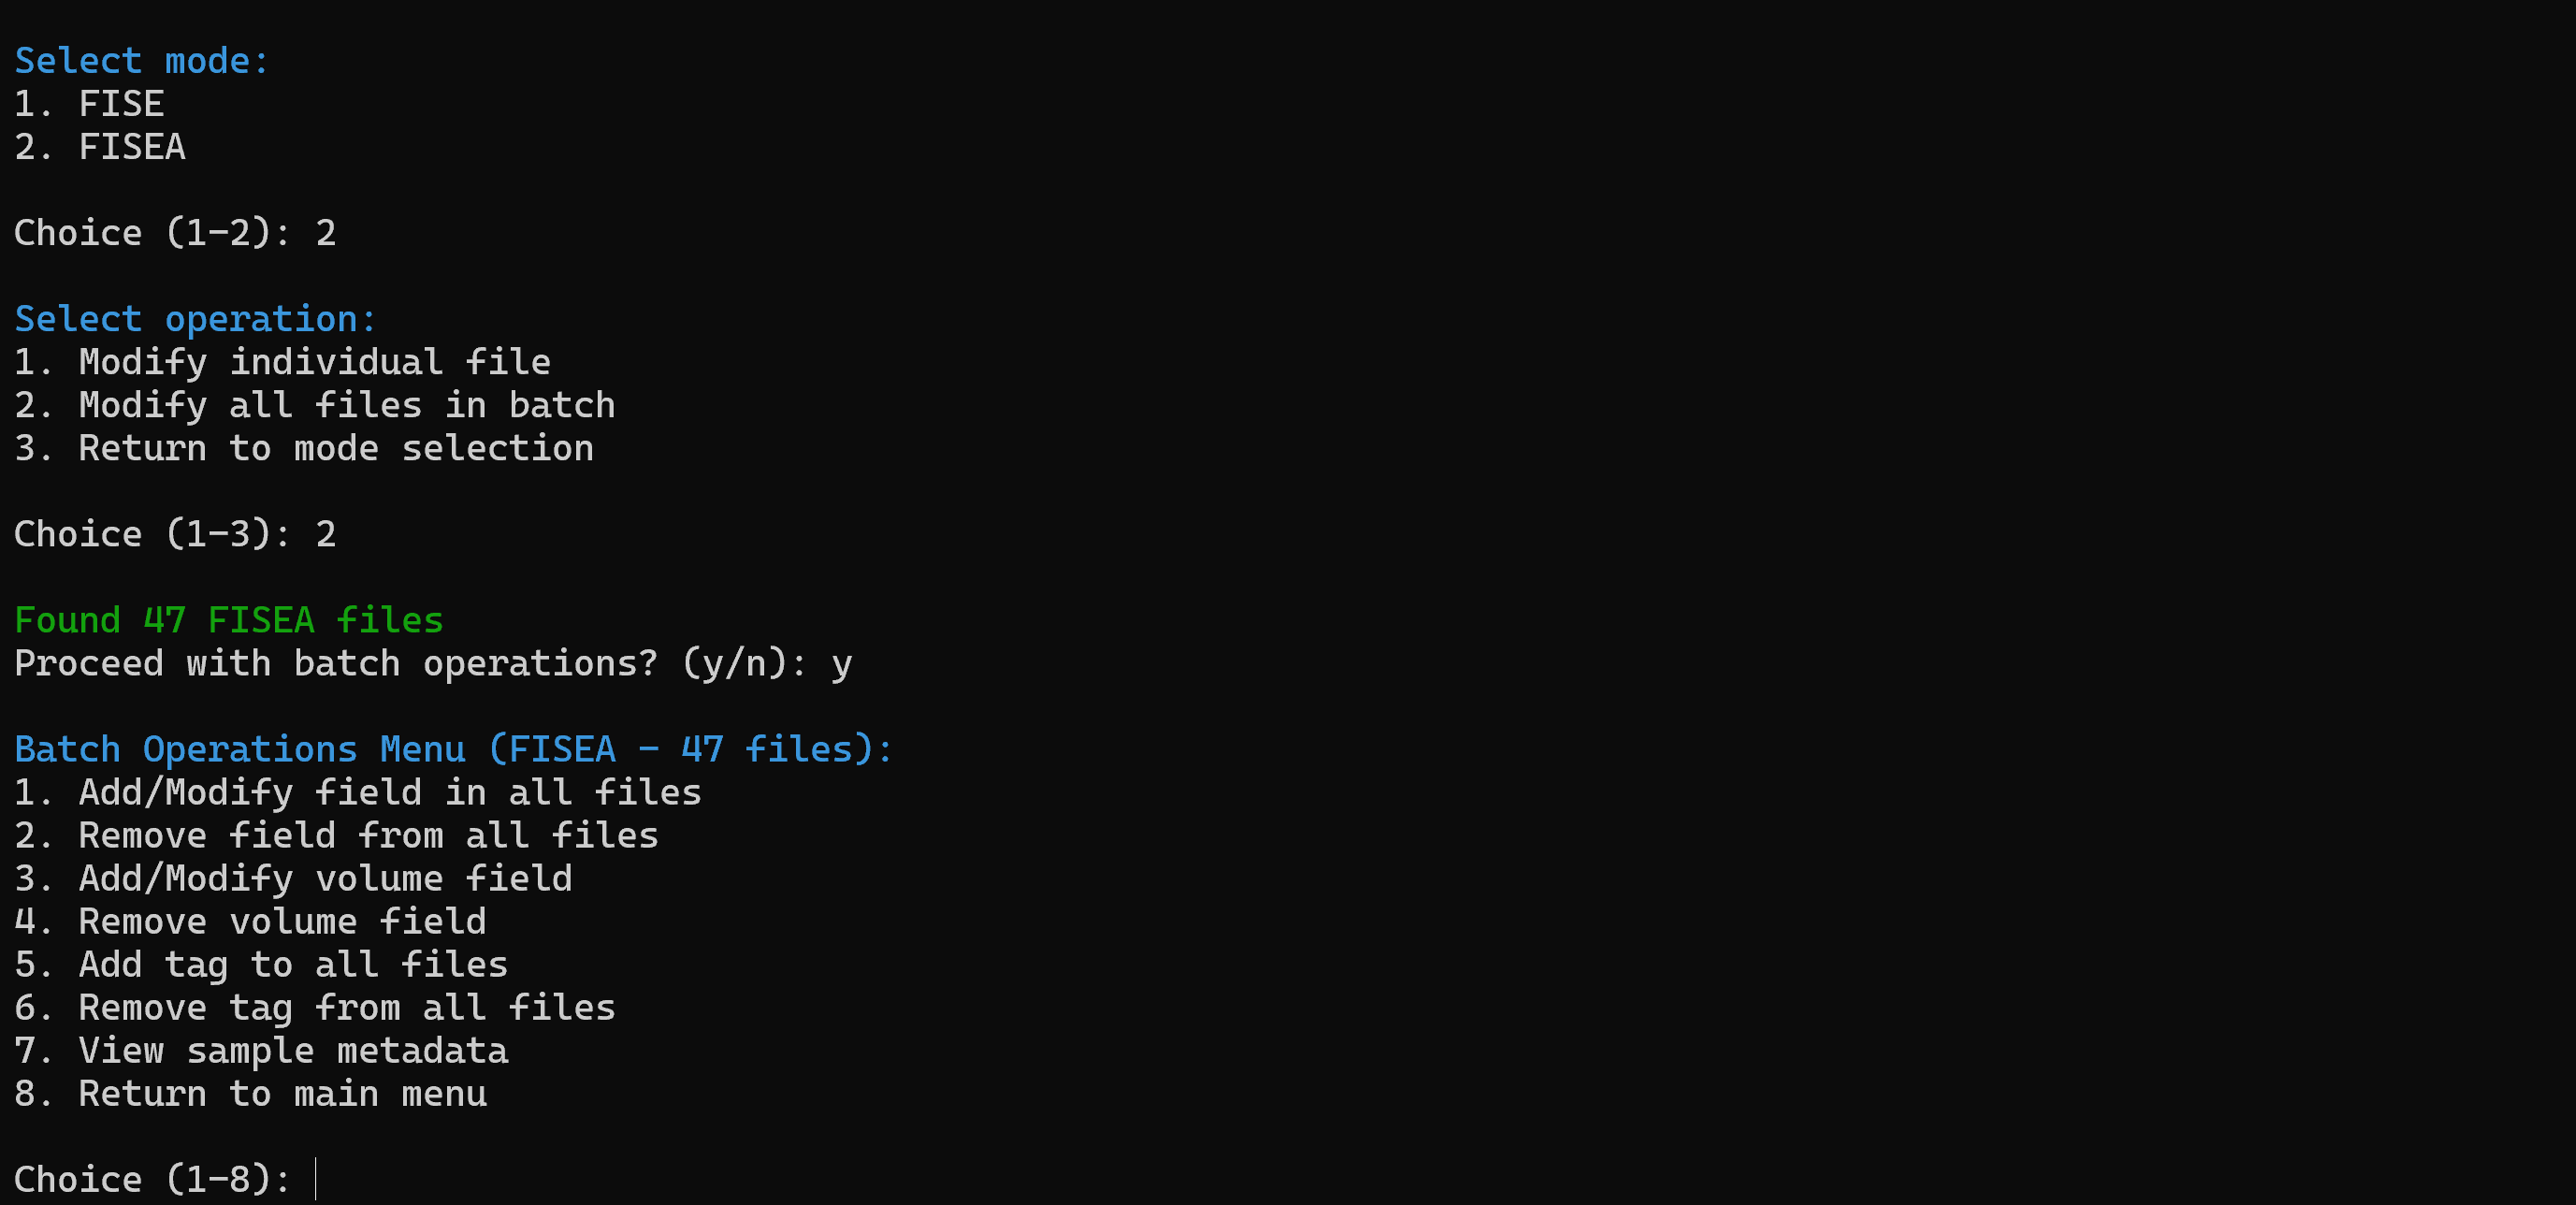 Select mode:
1. FISE
2. FISEA
Choice (1-2): 2
Select operation:
1. Modify individual file
2. Modify all files in batch
3. Return to mode selection
Choice (1-3): 2
Found 47 FISEA files
Proceed with batch operations? (y/n): y
Batch Operations Menu (FISEA - 47 files):
1. Add/Modify field in all files
2. Remove field from all files
3. Add/Modify volume field
4. Remove volume field
5. Add tag to all files
6. Remove tag from all files
7. View sample metadata
8. Return to main menu
Choice (1-8):